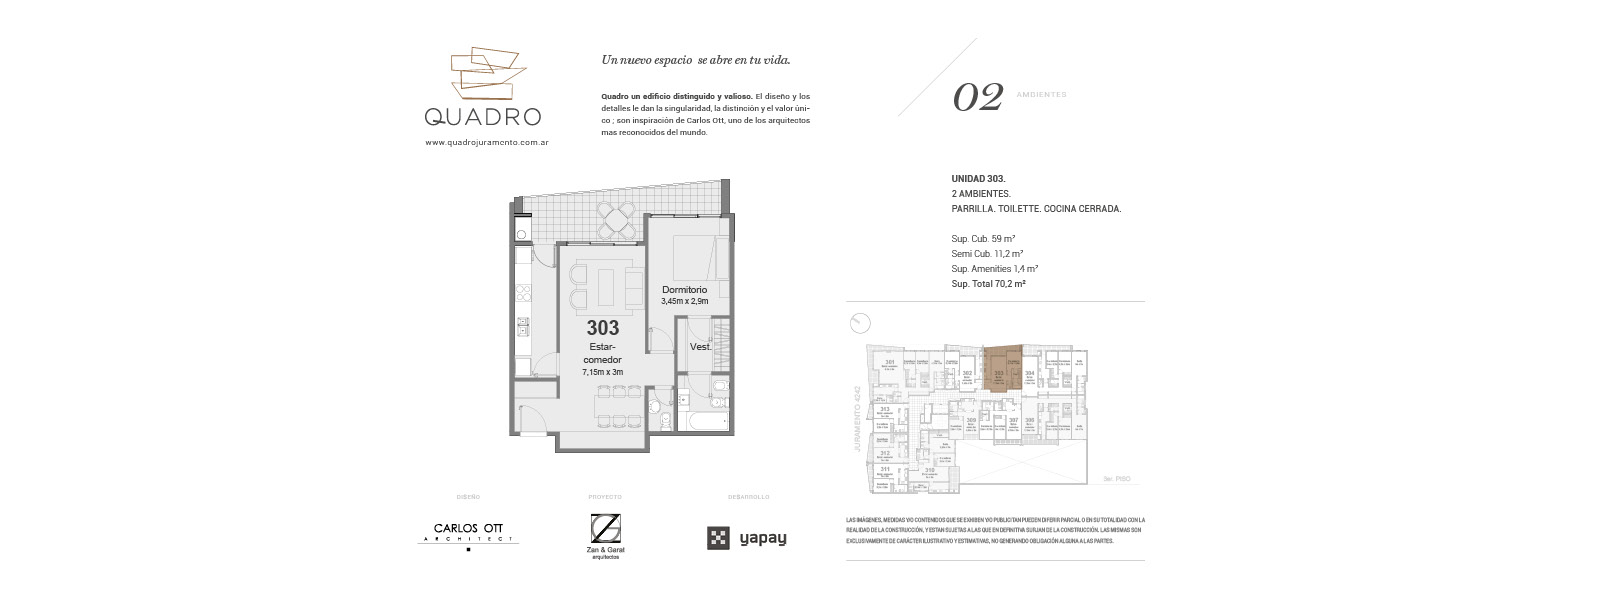 QUADRO
www.quadrojuramento.com.ar
Un nuevo espacio se abre en tu vida.
Quadro un edificio distinguido y valioso. El diseño y los
detalles le dan la singularidad, la distinción y el valor úni-
co ; son inspiración de Carlos Ott, uno de los arquitectos
mas reconocidos del mundo.
02 AMBIENTES
UNIDAD 303.
2 AMBIENTES.
PARRILLA. TOILETTE. COCINA CERRADA.
Sup. Cub. 59 m²
Semi Cub. 11,2 m²
Sup. Amenities 1,4 m²
Sup. Total 70,2 m²
Dormitorio
3,45m x 2,9m
303
Estar-
comedor
7,15m x 3m
Vest.
301
302
303
304
313
309
307
312
311
310
JURAMENTO 4242
3er. PISO
DISEÑO
CARLOS OTT
ARCHITECT
PROYECTO
Zan & Garat
arquitectos
DESARROLLO
yapay
LAS IMÁGENES, MEDIDAS Y/O CONTENIDOS QUE SE EXHIBEN Y/O PUBLICITAN PUEDEN DIFERIR PARCIAL O EN SU TOTALIDAD CON LA
REALIDAD DE LA CONSTRUCCIÓN, Y ESTAN SUJETAS A LAS QUE EN DEFINITIVA SURJAN DE LA CONSTRUCCIÓN. LAS MISMAS SON
EXCLUSIVAMENTE DE CARÁCTER ILUSTRATIVO Y ESTIMATIVAS, NO GENERANDO OBLIGACIÓN ALGUNA A LAS PARTES.